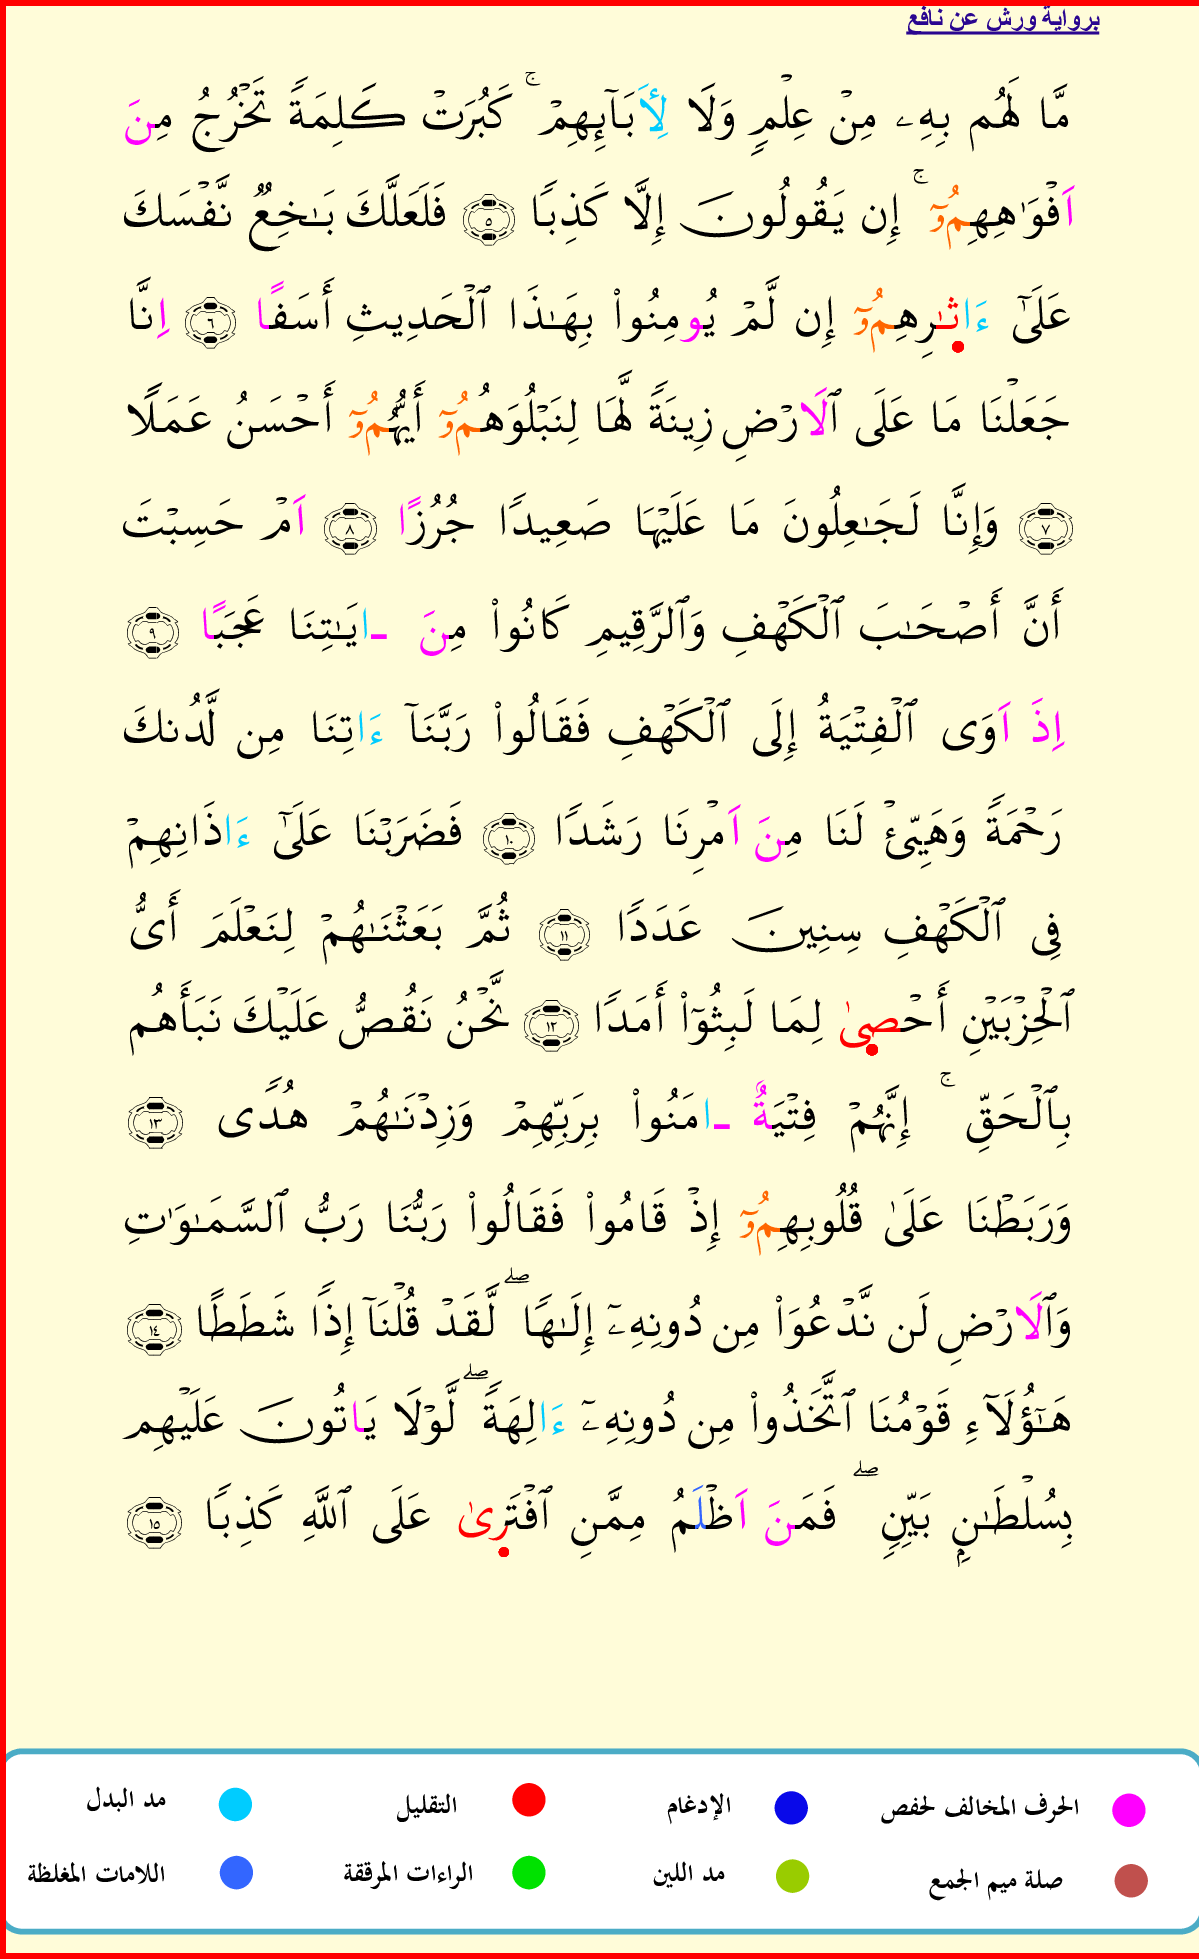 برواية ورش عن نافع
مَّا لَهُم بِهِۦ مِنْ عِلْمٖ وَلَا لِأَبَآئِهِمْۚ كَبُرَتْ كَلِمَةٗ تَخْرُجُ مِنَ
اَفْوَٰهِهِمُۥٓۚ إِن يَقُولُونَ إِلَّا كَذِبٗا ٥ فَلَعَلَّكَ بَٰخِعٞ نَّفْسَكَ
عَلَىٰٓ ءَاثَٰرِهِمُۥٓ إِن لَّمْ يُومِنُوا۟ بِهَٰذَا ٱلْحَدِيثِ أَسَفًا ٦ اِنَّا
جَعَلْنَا مَا عَلَى ٱلَارْضِ زِينَةٗ لَّهَا لِنَبْلُوَهُمُۥٓ أَيُّهُمُۥٓ أَحْسَنُ عَمَلٗا
٧ وَإِنَّا لَجَٰعِلُونَ مَا عَلَيْهَا صَعِيدٗا جُرُزًا ٨ اَمْ حَسِبْتَ
أَنَّ أَصْحَٰبَ ٱلْكَهْفِ وَٱلرَّقِيمِ كَانُوا۟ مِنَ ـايَٰتِنَا عَجَبًا ٩
اِذَ اَوَى ٱلْفِتْيَةُ إِلَى ٱلْكَهْفِ فَقَالُوا۟ رَبَّنَآ ءَاتِنَا مِن لَّدُنكَ
رَحْمَةٗ وَهَيِّئْ لَنَا مِنَ اَمْرِنَا رَشَدٗا ١٠ فَضَرَبْنَا عَلَىٰٓ ءَاذَانِهِمْ
فِى ٱلْكَهْفِ سِنِينَ عَدَدٗا ١١ ثُمَّ بَعَثْنَٰهُمْ لِنَعْلَمَ أَىُّ
ٱلْحِزْبَيْنِ أَحْصىٰ لِمَا لَبِثُوٓا۟ أَمَدٗا ١٢ نَّحْنُ نَقُصُّ عَلَيْكَ نَبَأَهُم
بِٱلْحَقِّۚ إِنَّهُمْ فِتْيَةٌ ـامَنُوا۟ بِرَبِّهِمْ وَزِدْنَٰهُمْ هُدٗى ١٣
وَرَبَطْنَا عَلَىٰ قُلُوبِهِمُۥٓ إِذْ قَامُوا۟ فَقَالُوا۟ رَبُّنَا رَبُّ ٱلسَّمَٰوَٰتِ
وَٱلَارْضِ لَن نَّدْعُوَا۟ مِن دُونِهِۦٓ إِلَٰهٗاۖ لَّقَدْ قُلْنَآ إِذٗا شَطَطًا ١٤
هَٰٓؤُلَآءِ قَوْمُنَا ٱتَّخَذُوا۟ مِن دُونِهِۦٓ ءَالِهَةٗۖ لَّوْلَا يَاتُونَ عَلَيْهِم
بِسُلْطَٰنِۢ بَيِّنٖۖ فَمَنَ اَظْلَمُ مِمَّنِ ٱفْتَرىٰ عَلَى ٱللَّهِ كَذِبٗا ١٥
الحرف المخالف لحفص الإدغام التقليل مد البدل
صلة ميم الجمع مد اللين الراءات المرققة اللامات المغلظة